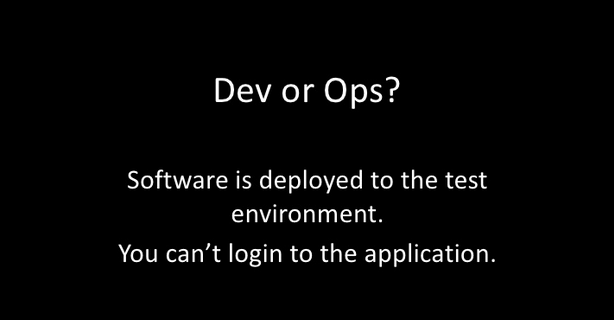 Dev or Ops?
Software is deployed to the test
environment.
You can’t login to the application.